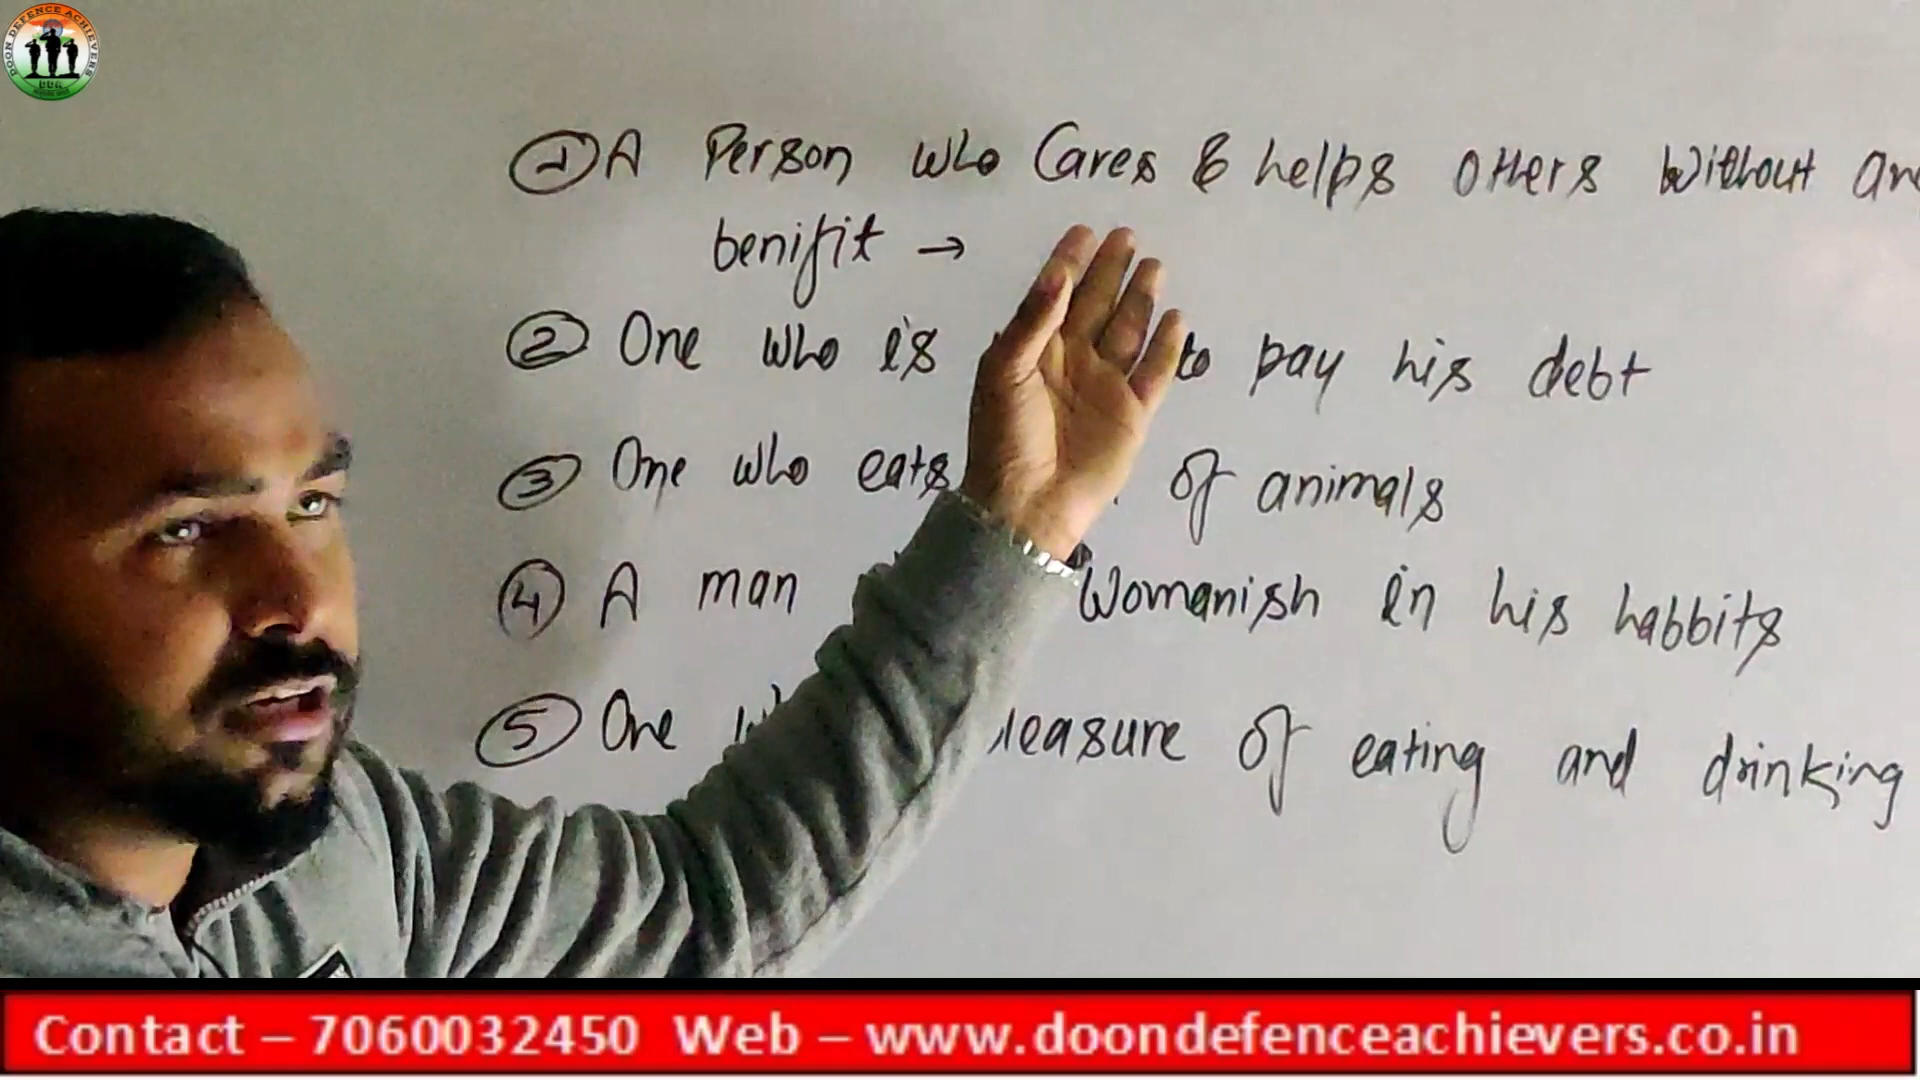 DOON DEFENCE ACHIEVERS
DDA
1 A Person who Cares & helps others without
benifit →
2 One who is to pay his debt
3 One who eats of animals
4 A man Womanish in his habbits
5 One of eating and drinking
Contact – 7060032450 Web – www.doondefenceachievers.co.in